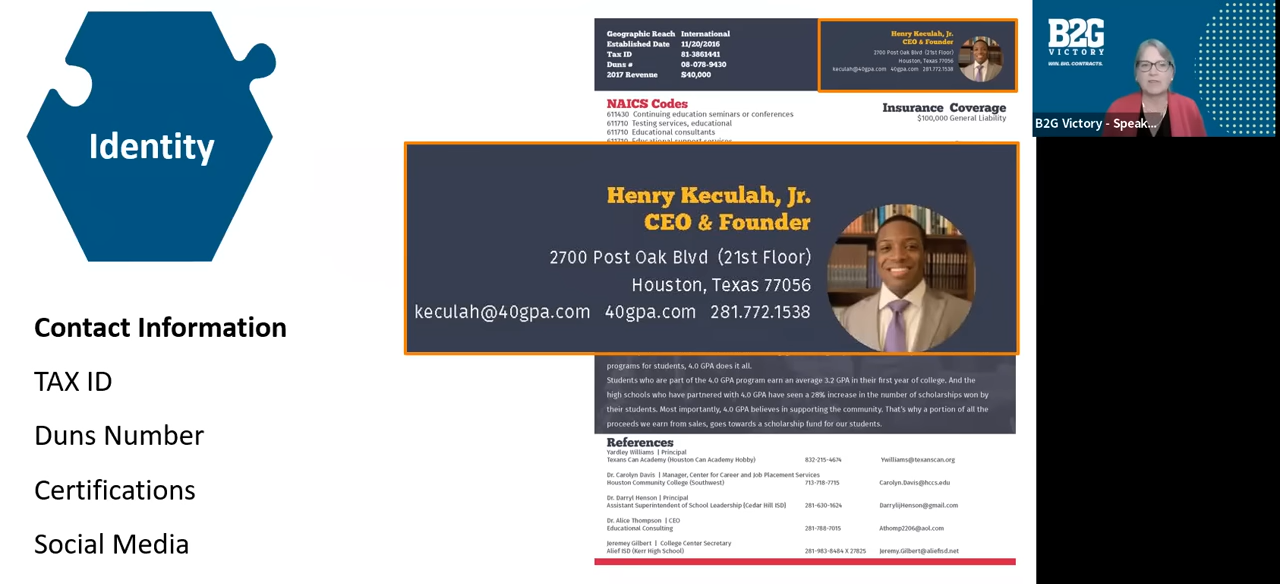 Identity
Contact Information
TAX ID
Duns Number
Certifications
Social Media
Geographic Reach International
Established Date 11/20/2016
Tax ID 81-3861441
Duns # 08-078-9430
2017 Revenue $40,000
Henry Keculah, Jr.
CEO & Founder
2700 Post Oak Blvd (21st Floor)
Houston, Texas 77056
keculah@40gpa.com 40gpa.com 281.772.1538
NAICS Codes
611430 Continuing education seminars or conferences
611710 Testing services, educational
611710 Educational consultants
611710 Educational support services
Insurance Coverage
$100,000 General Liability
Henry Keculah, Jr.
CEO & Founder
2700 Post Oak Blvd (21st Floor)
Houston, Texas 77056
keculah@40gpa.com 40gpa.com 281.772.1538
programs for students, 4.0 GPA does it all.
Students who are part of the 4.0 GPA program earn an average 3.2 GPA in their first year of college. And the
high schools who have partnered with 4.0 GPA have seen a 28% increase in the number of scholarships won by
their students. Most importantly, 4.0 GPA believes in supporting the community. That's why a portion of all the
proceeds we earn from sales, goes towards a scholarship fund for our students.
References
Yardley Williams | Principal
Texans Can Academy (Houston Can Academy Hobby) 832-215-4674 Ywilliams@texanscan.org
Dr. Carolyn Davis | Manager, Center for Career and Job Placement Services
Houston Community College (Southwest) 713-718-7715 Carolyn.Davis@hccs.edu
Dr. Darryl Henson | Principal
Assistant Superintendent of School Leadership (Cedar Hill ISD) 281-630-1624 DarryljHenson@gmail.com
Dr. Alice Thompson | CEO
Educational Consulting 281-788-7015 Athomp2206@aol.com
Jeremey Gilbert | College Center Secretary
Alief ISD (Kerr High School) 281-983-8484 X 27825 Jeremy.Gilbert@aliefisd.net
B2G
VICTORY
WIN. BIG. CONTRACTS.
B2G Victory - Speak...